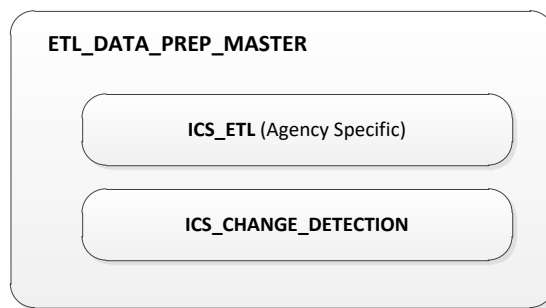 ETL_DATA_PREP_MASTER
ICS_ETL (Agency Specific)
ICS_CHANGE_DETECTION